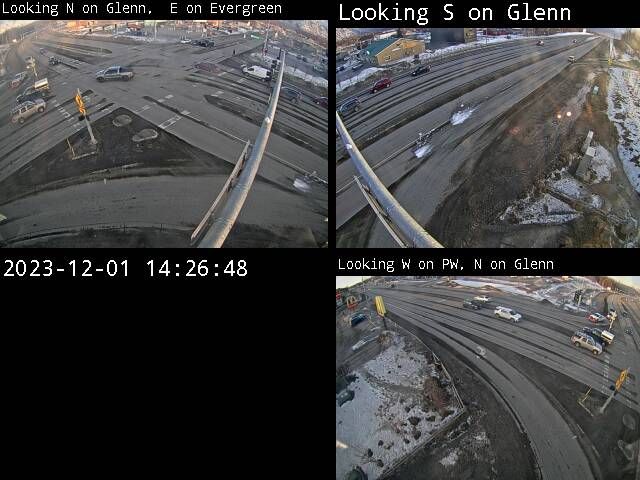 Looking N on Glenn,  E on Evergreen
Looking S on Glenn
2023-12-01 14:26:48
Looking W on PW, N on Glenn